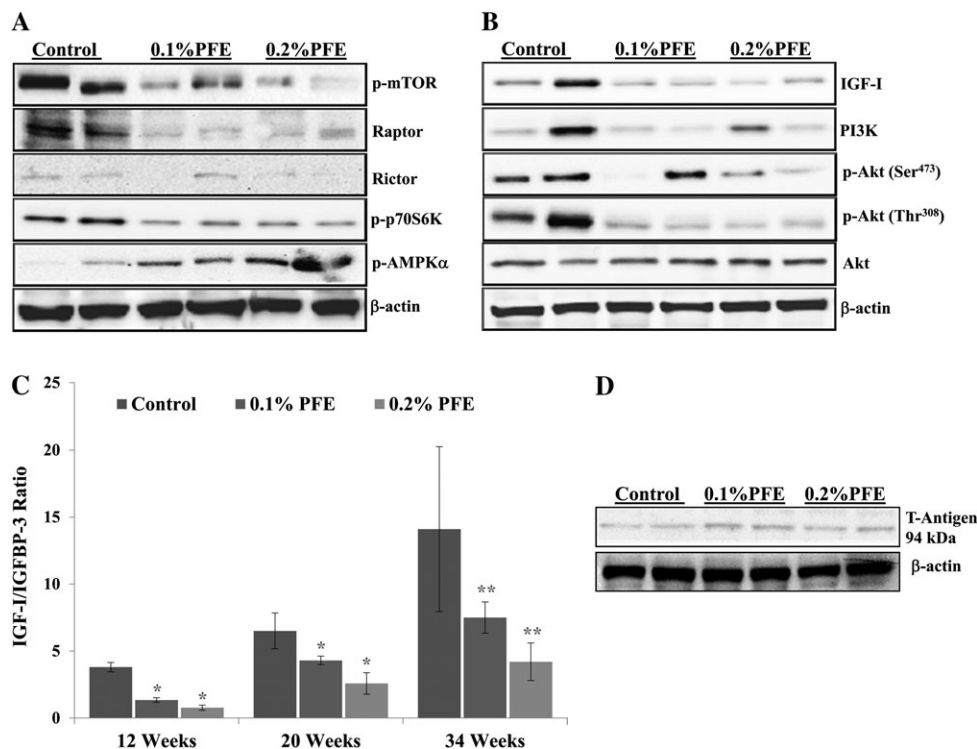 A
Control 0.1%PFE 0.2%PFE
p-mTOR
Raptor
Rictor
p-p70S6K
p-AMPKα
β-actin
B
Control 0.1%PFE 0.2%PFE
IGF-I
PI3K
p-Akt (Ser473)
p-Akt (Thr308)
Akt
β-actin
C
IGF-I/IGFBP-3 Ratio
25
20
15
10
5
0
Control 0.1% PFE 0.2% PFE
* *
* *
** **
12 Weeks 20 Weeks 34 Weeks
D
Control 0.1%PFE 0.2%PFE
T-Antigen
94 kDa
β-actin